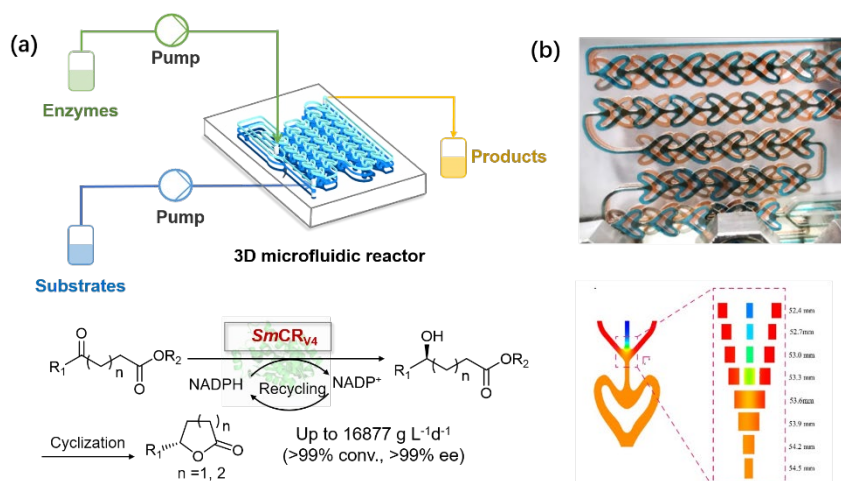 (a)
Pump
Enzymes
Products
Pump
3D microfluidic reactor
Substrates
O
O
R1
n
OR2
SmCRV4
NADPH
Recycling
NADP+
OH
O
R1
n
OR2
Cyclization
R1
O
O
n
n =1, 2
Up to 16877 g L-1d-1
(>99% conv., >99% ee)
(b)
52.4 mm
52.7mm
53.0 mm
53.3 mm
53.6mm
53.9 mm
54.2 mm
54.5 mm